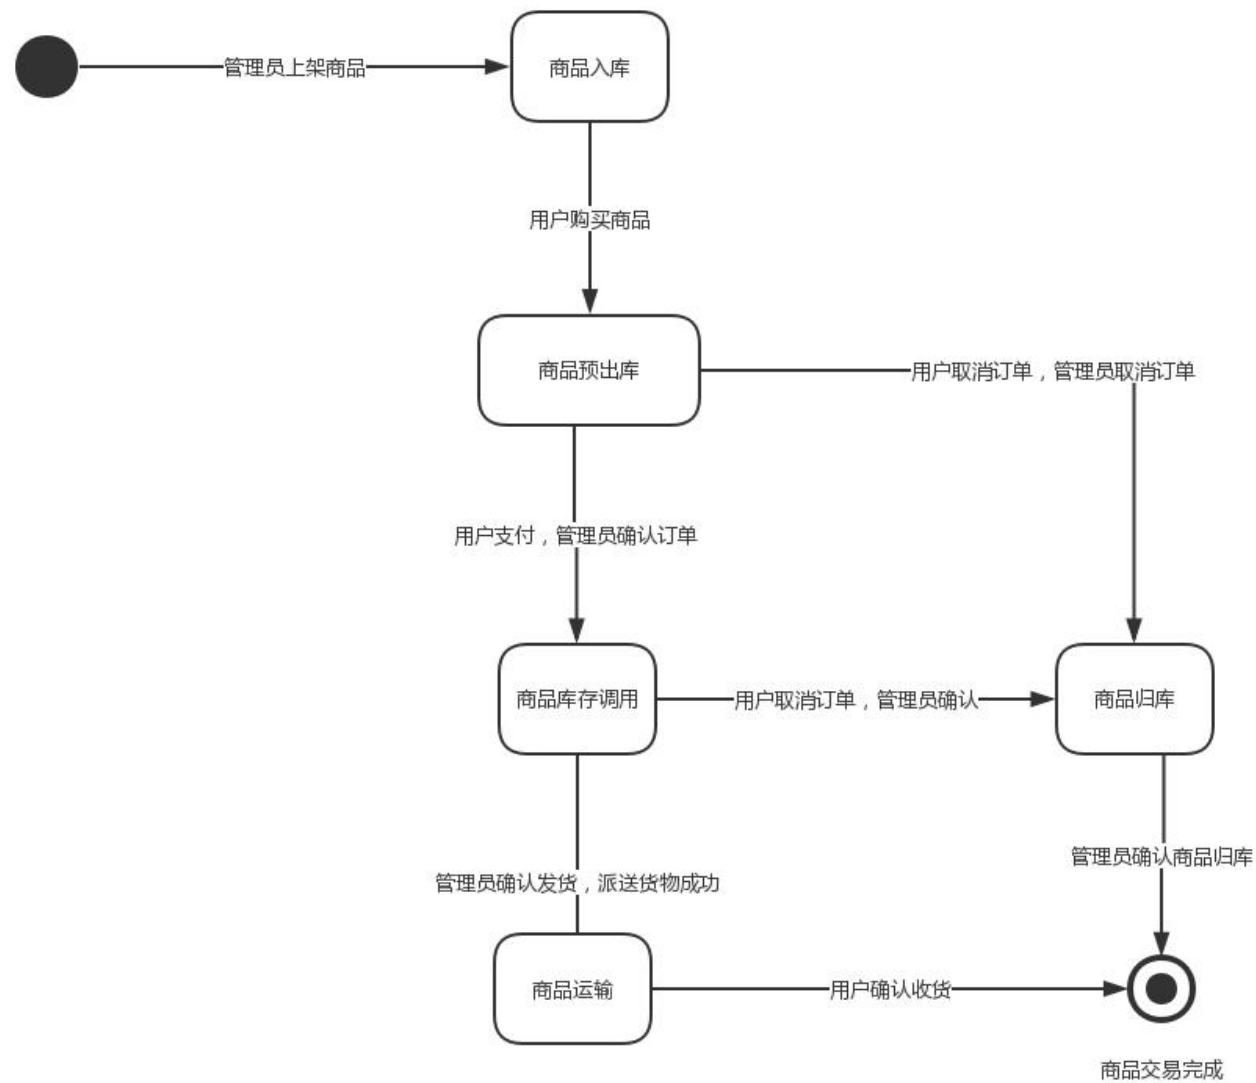 管理员上架商品
商品入库
用户购买商品
商品预出库
用户取消订单，管理员取消订单
用户支付，管理员确认订单
商品库存调用
用户取消订单，管理员确认
商品归库
管理员确认商品归库
管理员确认发货，派送货物成功
商品运输
用户确认收货
商品交易完成